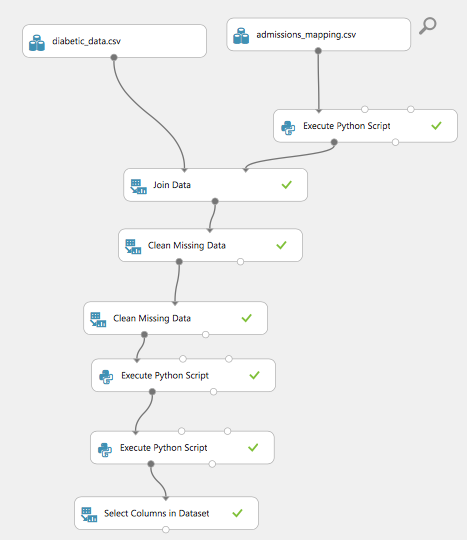 diabetic_data.csv
admissions_mapping.csv
Execute Python Script
Join Data
Clean Missing Data
Clean Missing Data
Execute Python Script
Execute Python Script
Select Columns in Dataset